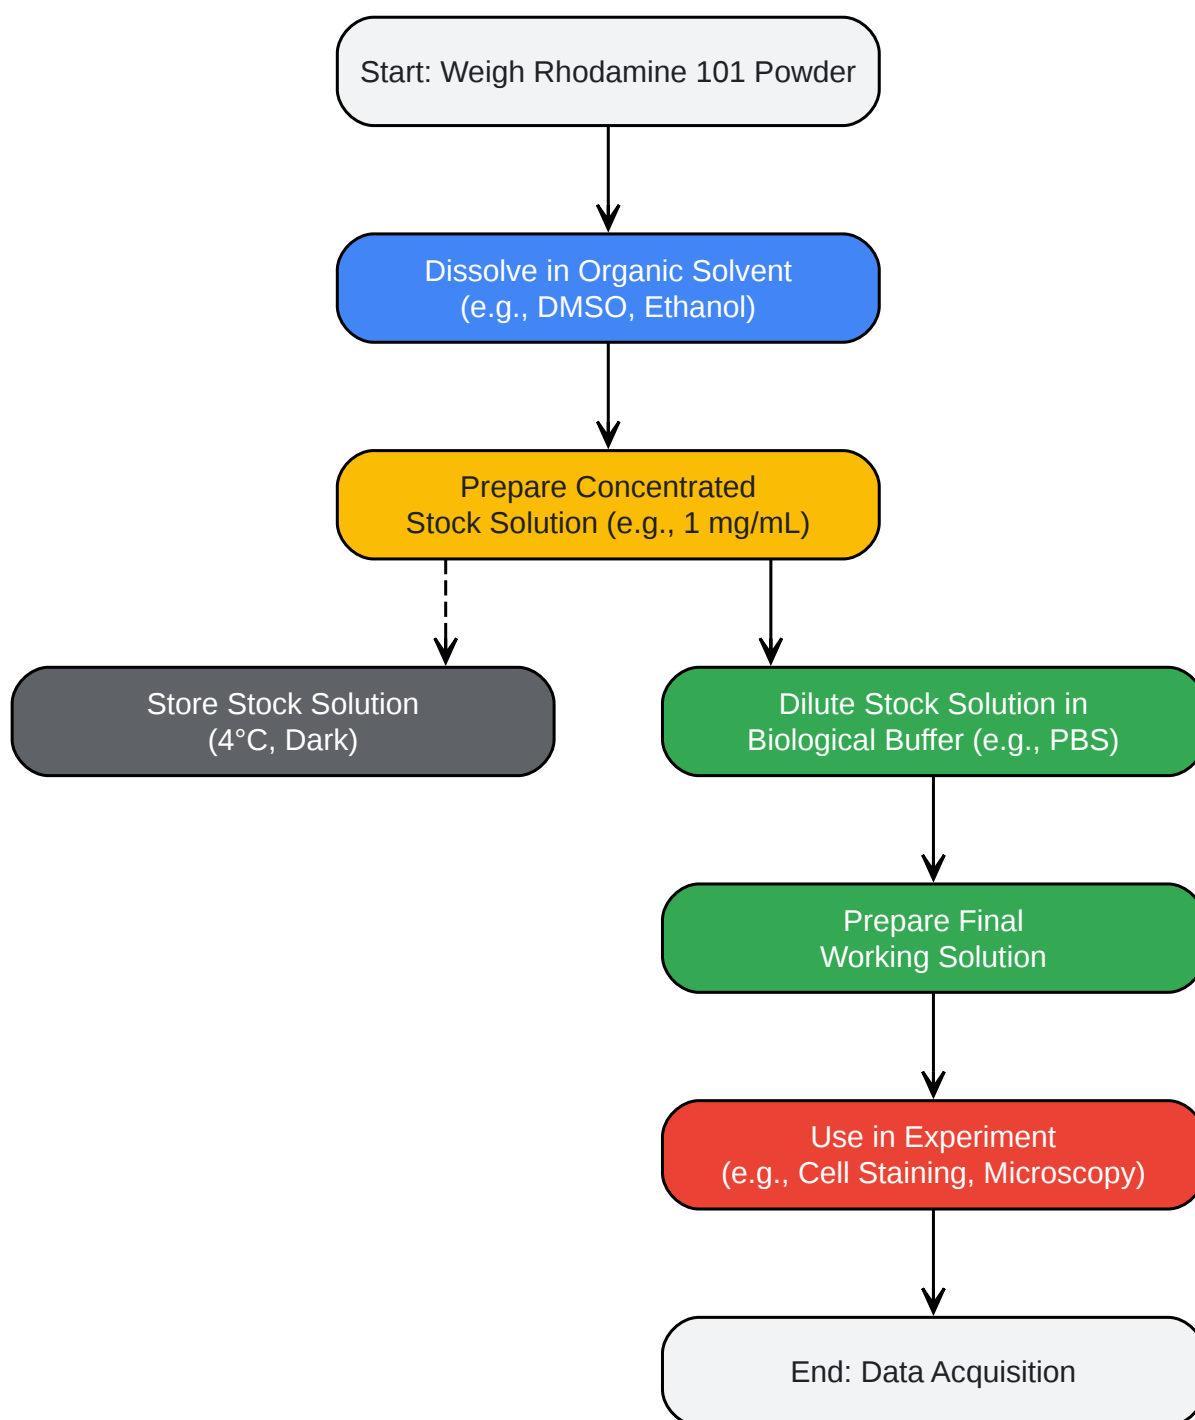 Start: Weigh Rhodamine 101 Powder
Dissolve in Organic Solvent
(e.g., DMSO, Ethanol)
Prepare Concentrated
Stock Solution (e.g., 1 mg/mL)
Store Stock Solution
(4°C, Dark)
Dilute Stock Solution in
Biological Buffer (e.g., PBS)
Prepare Final
Working Solution
Use in Experiment
(e.g., Cell Staining, Microscopy)
End: Data Acquisition